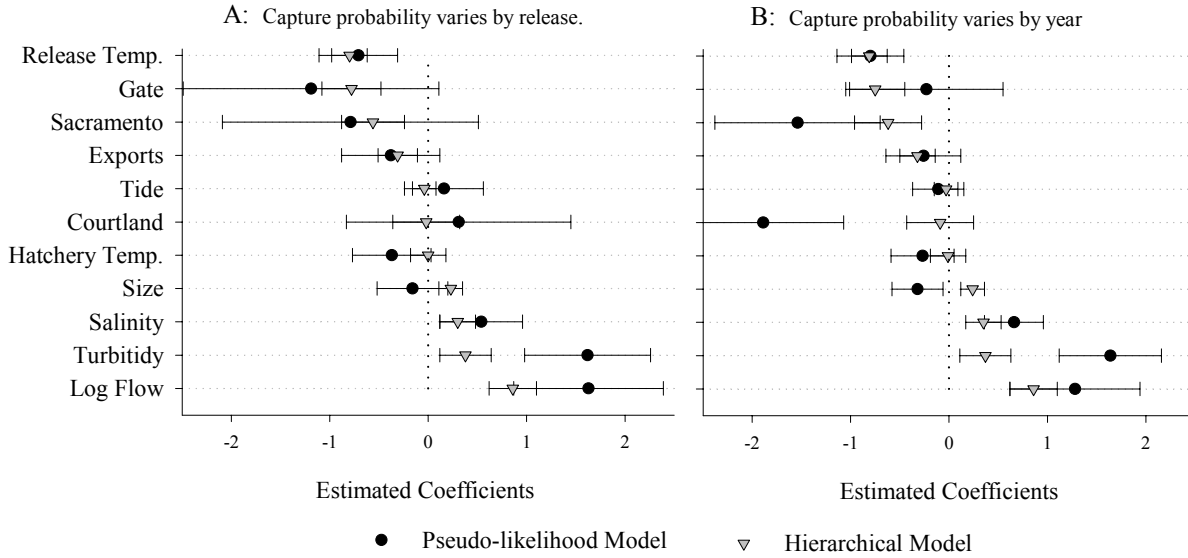 A: Capture probability varies by release.
B: Capture probability varies by year
Release Temp.
Gate
Sacramento
Exports
Tide
Courtland
Hatchery Temp.
Size
Salinity
Turbitidy
Log Flow
-2 -1 0 1 2
-2 -1 0 1 2
Estimated Coefficients
Estimated Coefficients
Pseudo-likelihood Model
Hierarchical Model